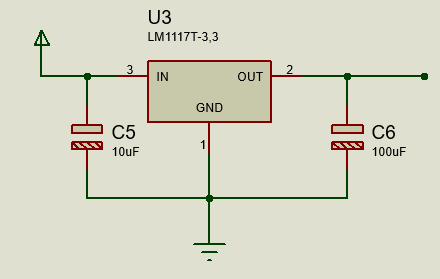 U3
LM1117T-3,3
3
IN
OUT
2
GND
1
C5
10uF
C6
100uF